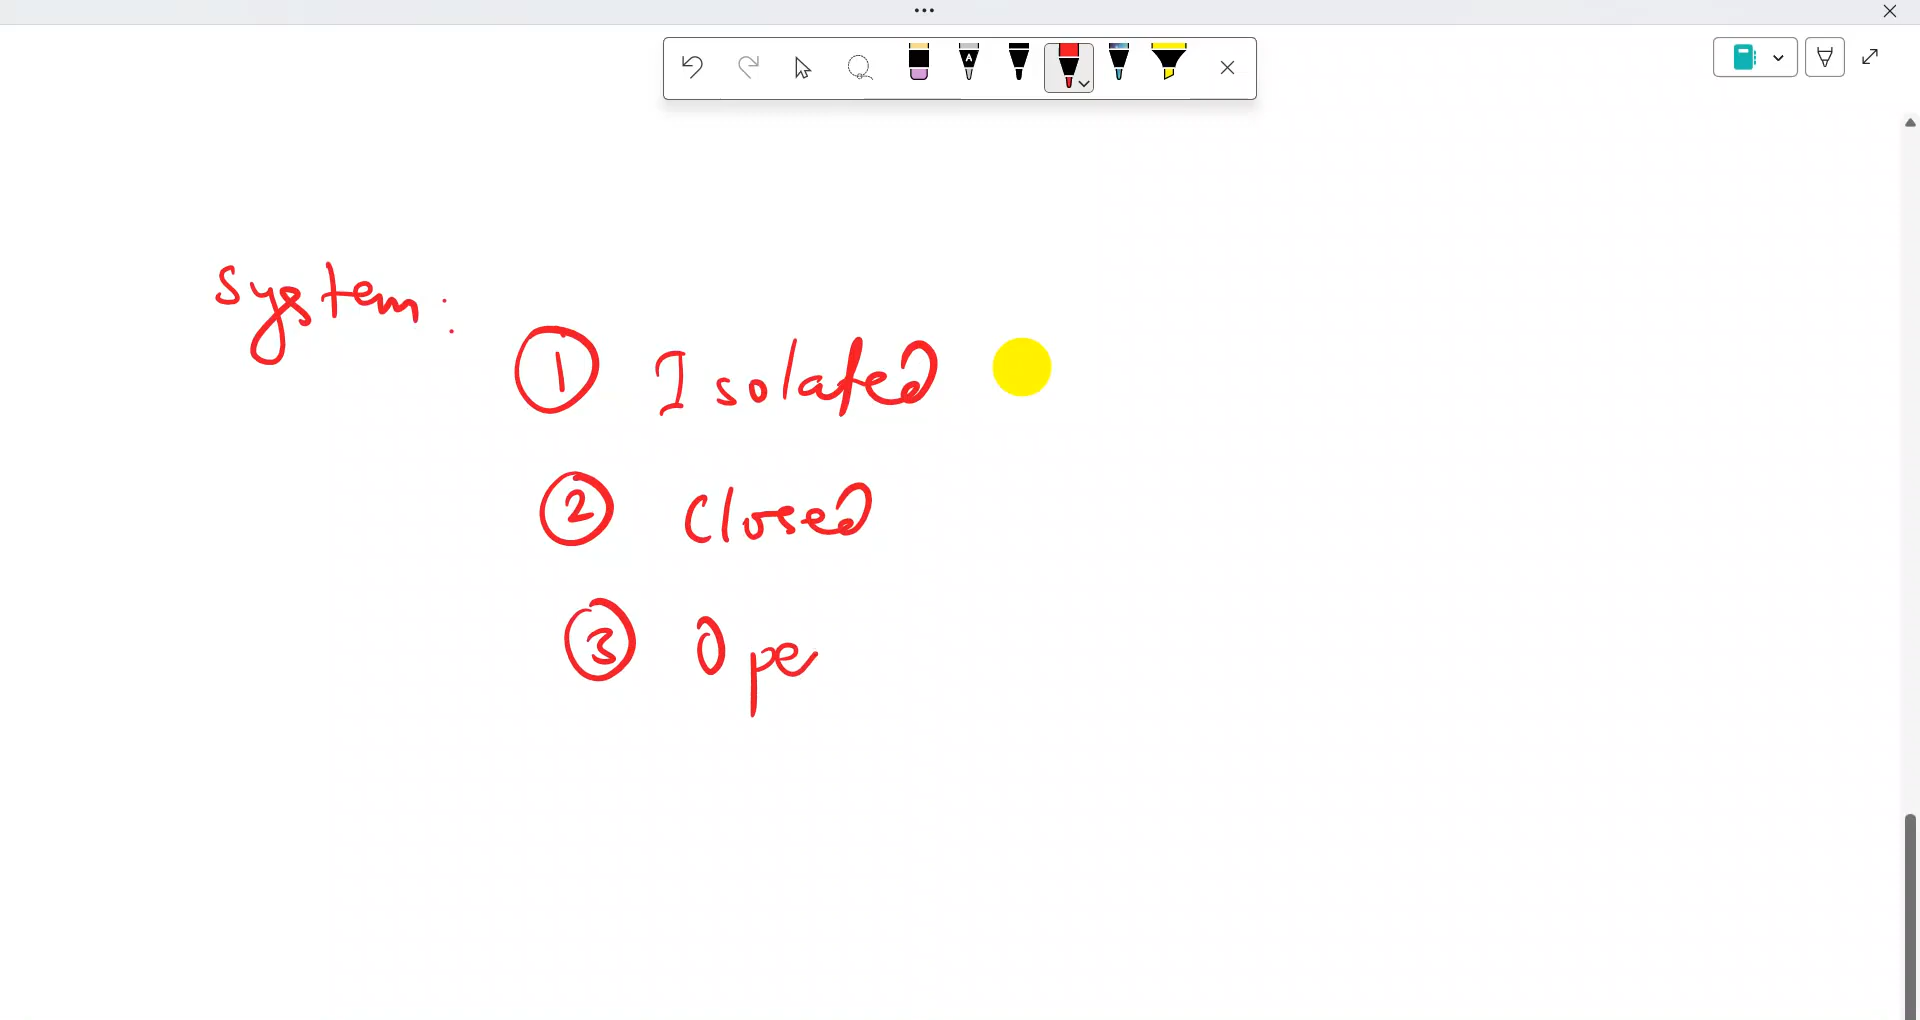 System:
① Isolated
② Closed
③ Ope